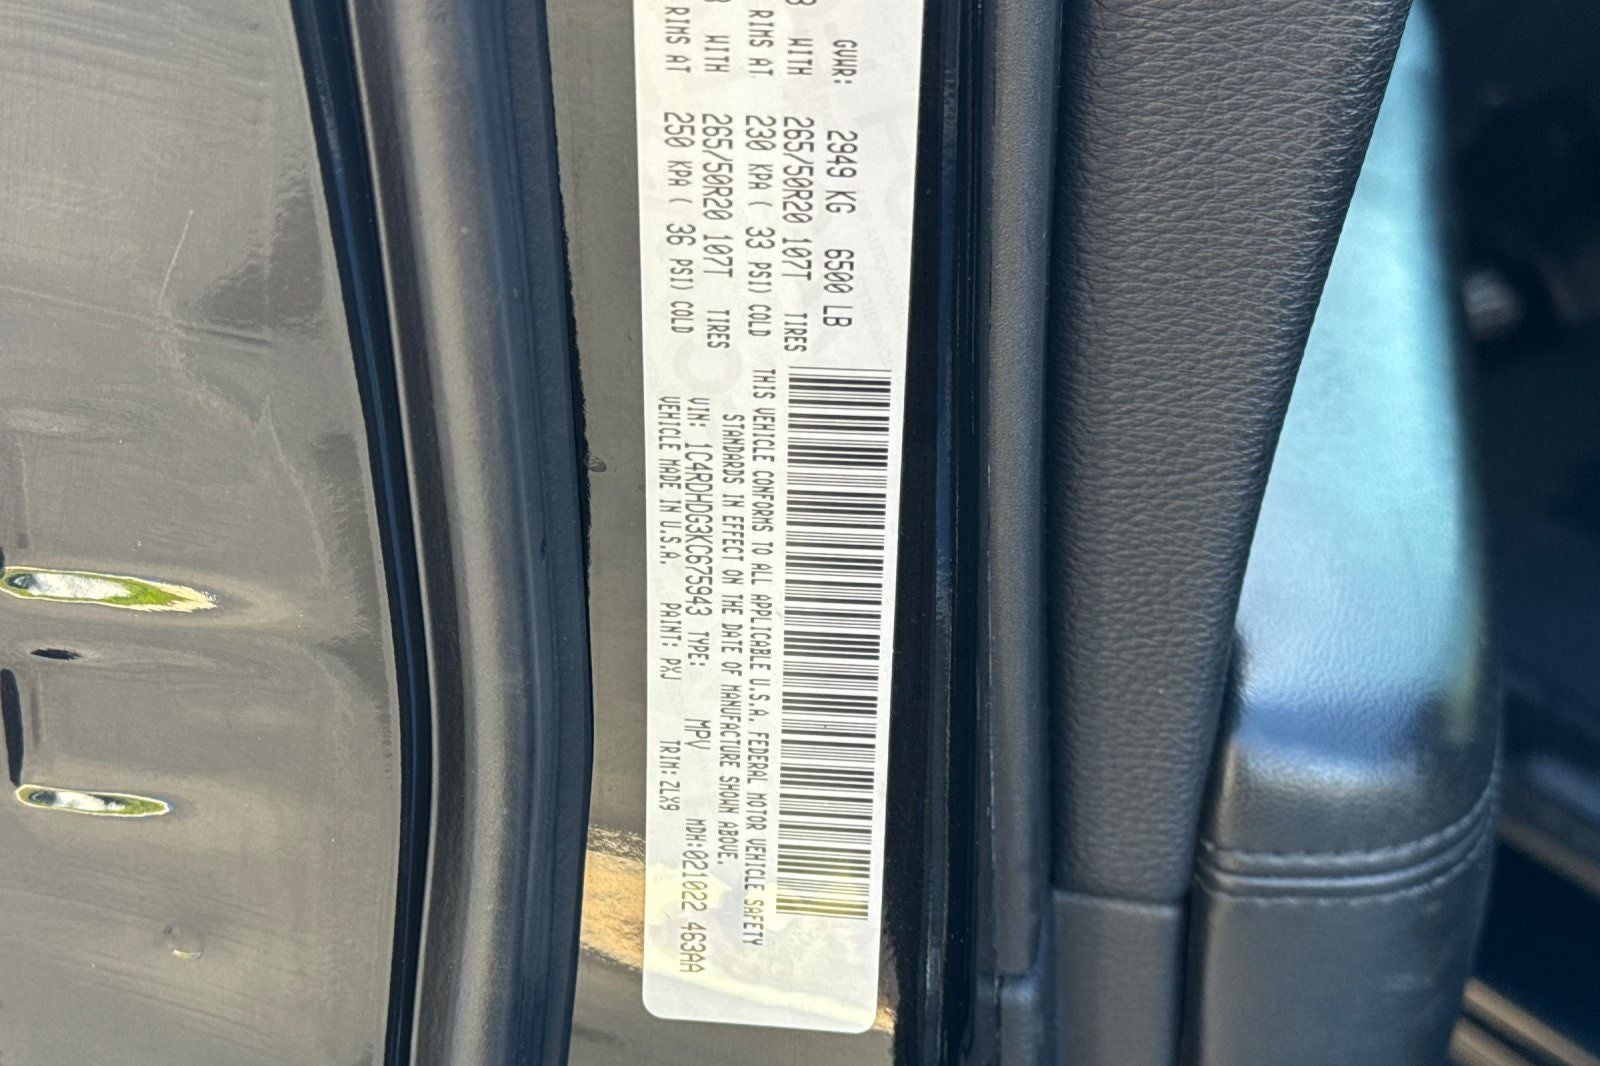 GVWR: 2949 KG 6500 LB
WITH 265/50R20 107T TIRES
RIMS AT 230 KPA ( 33 PSI) COLD
WITH 265/50R20 107T TIRES
RIMS AT 250 KPA ( 36 PSI) COLD
THIS VEHICLE CONFORMS TO ALL APPLICABLE U.S.A. FEDERAL MOTOR VEHICLE SAFETY
STANDARDS IN EFFECT ON THE DATE OF MANUFACTURE SHOWN ABOVE.
VIN: 1C4RDHDG3KC675943 TYPE: MPV MDH:021022 463AA
VEHICLE MADE IN U.S.A. PAINT: PXJ TRIM: ZLX9